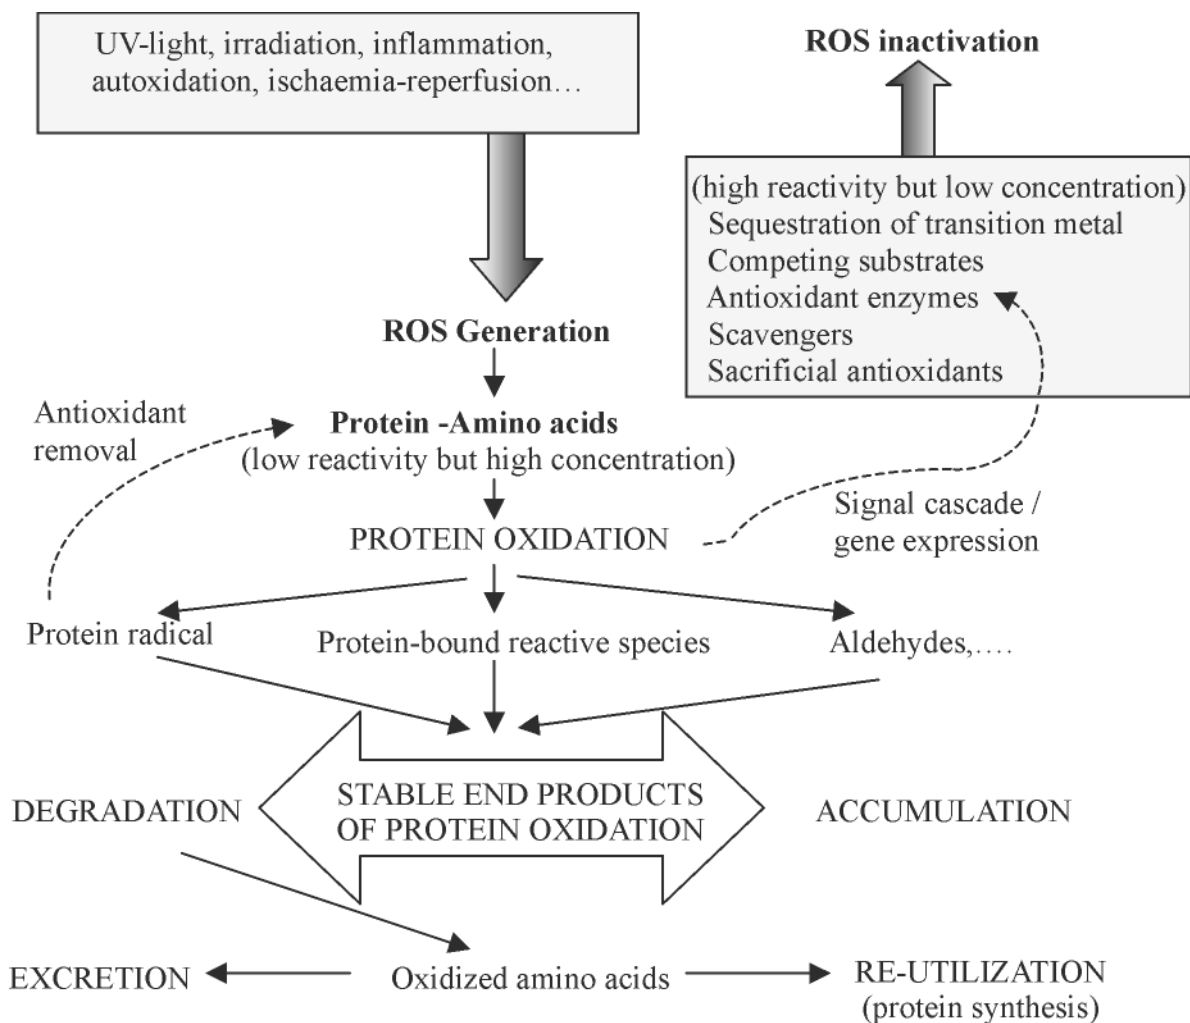 UV-light, irradiation, inflammation,
autoxidation, ischaemia-reperfusion…
ROS inactivation
(high reactivity but low concentration)
Sequestration of transition metal
Competing substrates
Antioxidant enzymes
Scavengers
Sacrificial antioxidants
ROS Generation
Antioxidant
removal
Protein -Amino acids
(low reactivity but high concentration)
Signal cascade /
gene expression
PROTEIN OXIDATION
Protein radical
Protein-bound reactive species
Aldehydes,….
DEGRADATION
STABLE END PRODUCTS
OF PROTEIN OXIDATION
ACCUMULATION
EXCRETION
Oxidized amino acids
RE-UTILIZATION
(protein synthesis)